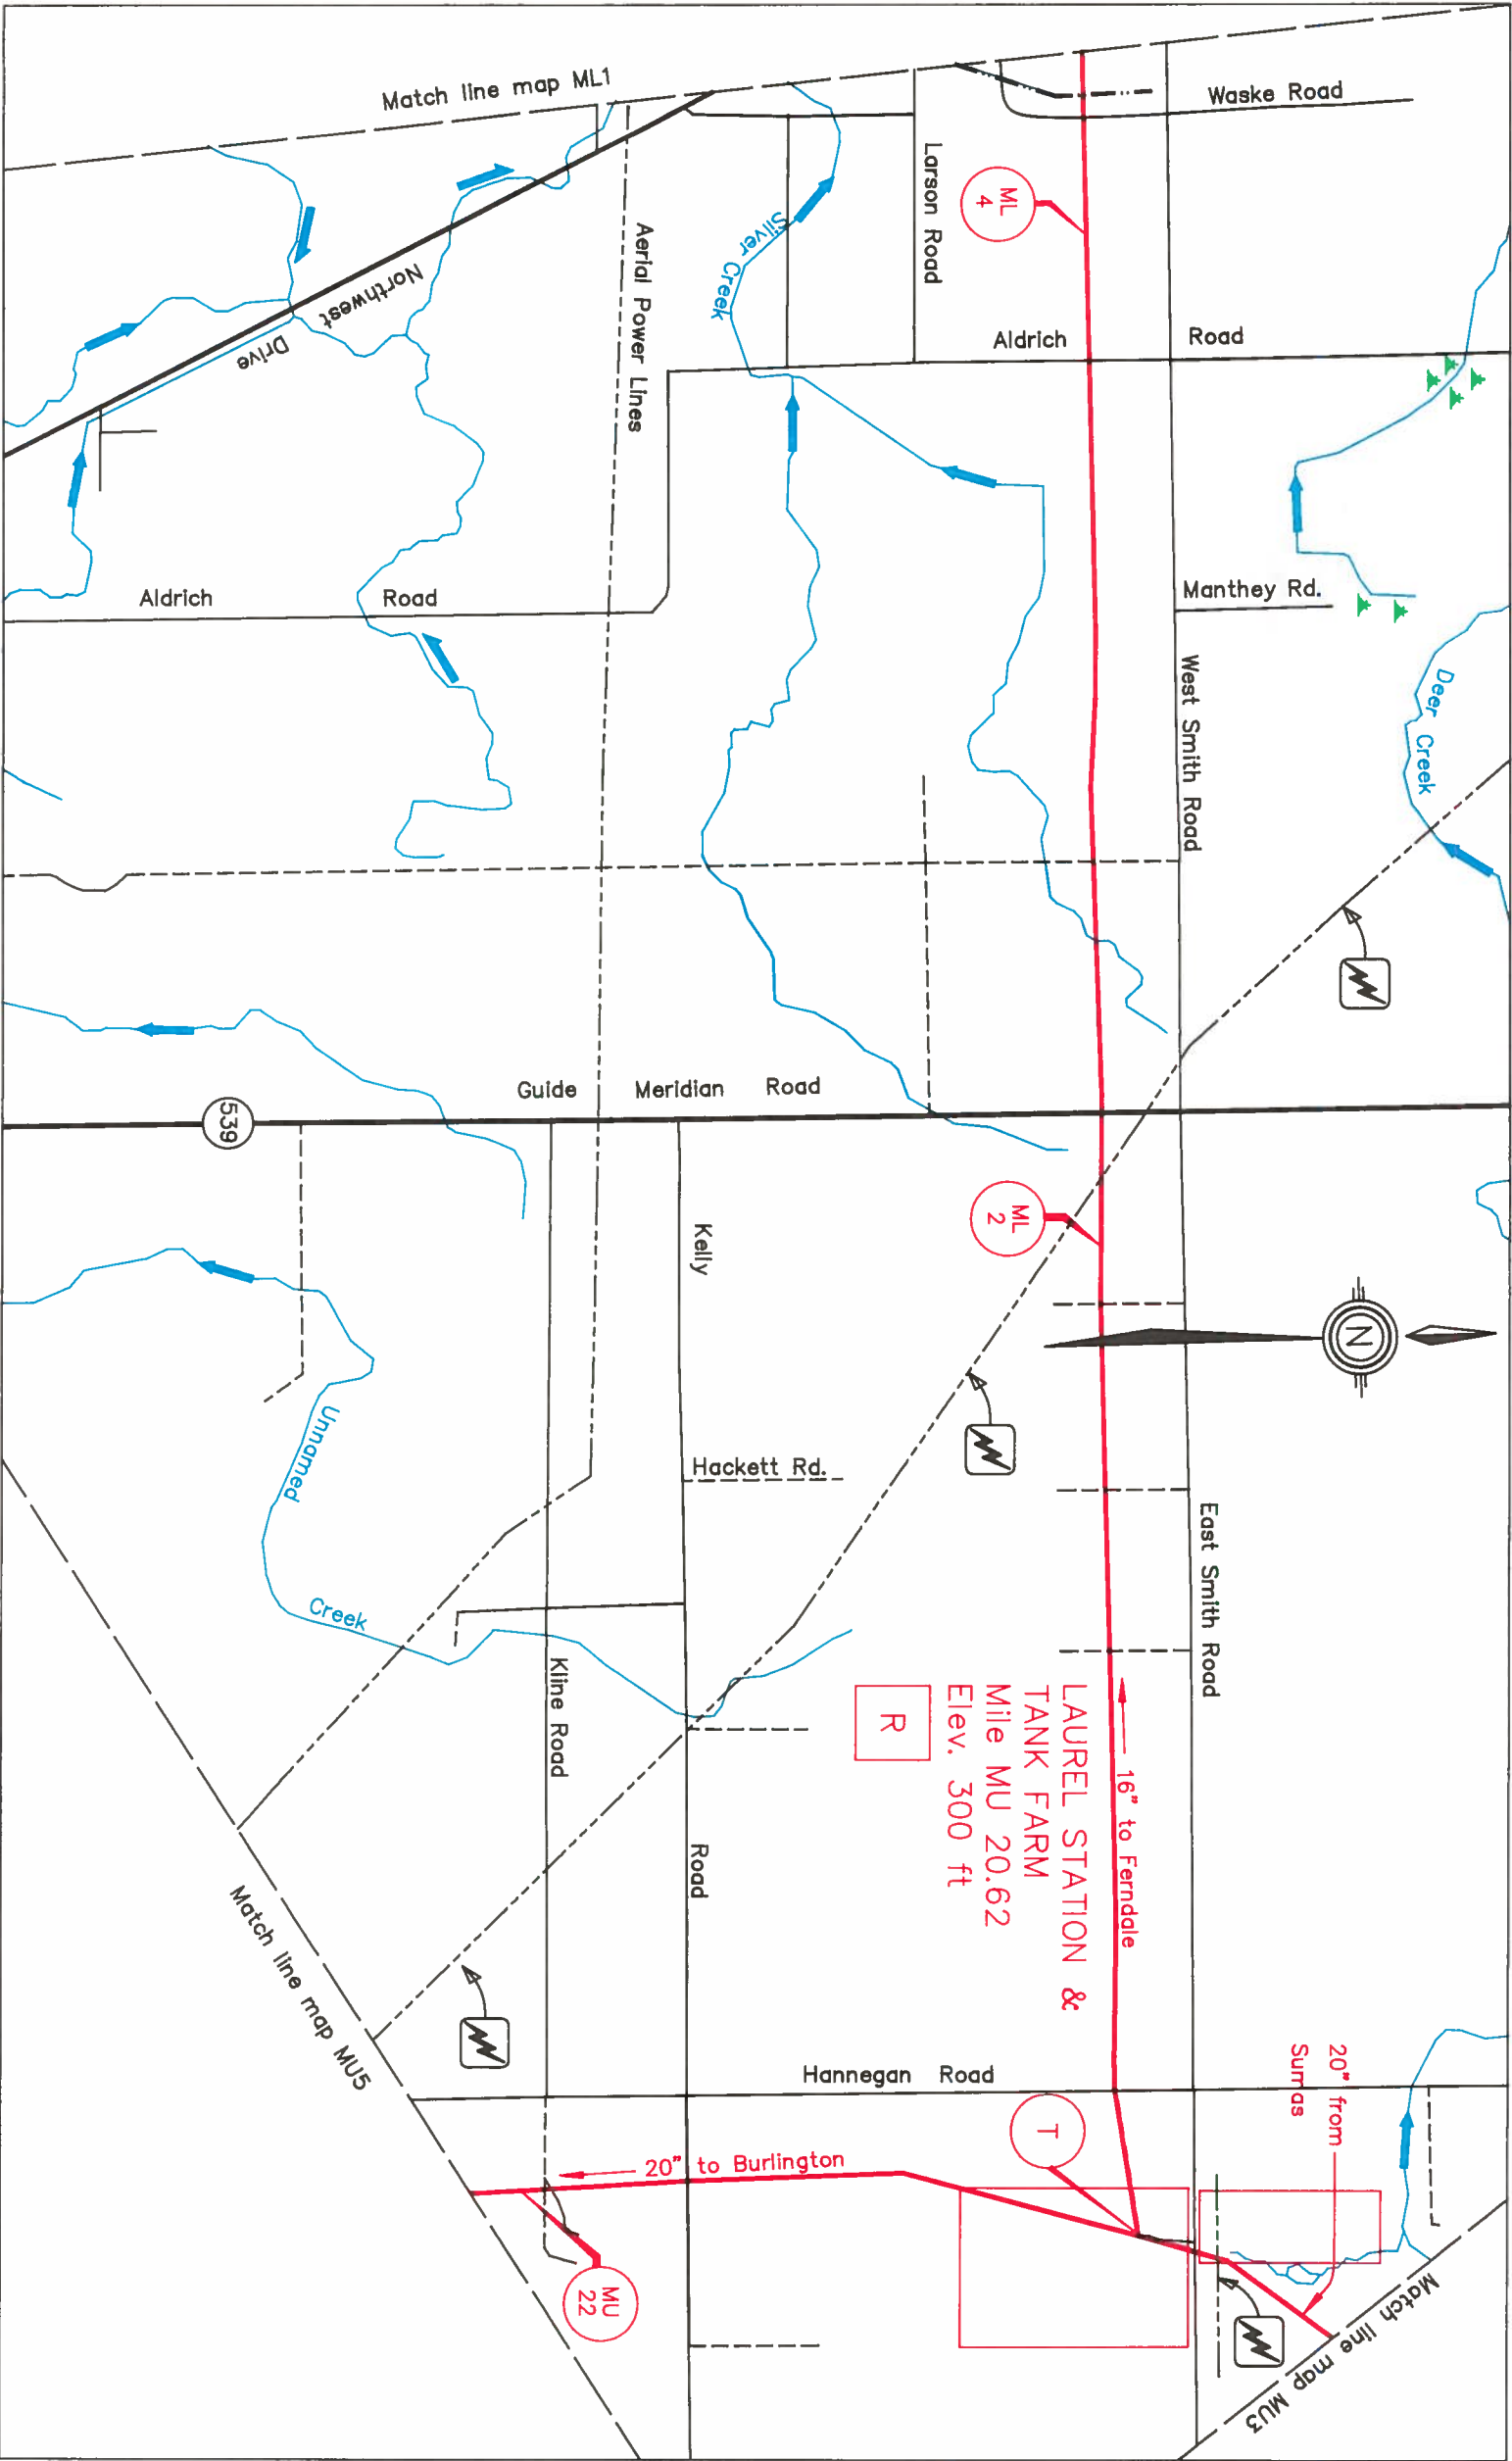 Match line map ML1
Waske Road
Larson Road
ML
4
Aldrich Road
Silver Creek
Aerial Power Lines
Northwest Drive
Aldrich Road
Manthey Rd.
West Smith Road
Deer Creek
Guide Meridian Road
539
ML
2
N
Kelly Road
Hackett Rd.
East Smith Road
Unnamed Creek
Kline Road
16" to Ferndale
LAUREL STATION &
TANK FARM
Mile MU 20.62
Elev. 300 ft
R
Match line map MU5
Hannegan Road
20" from
Sumas
T
20" to Burlington
MU
22
Match line map MU3